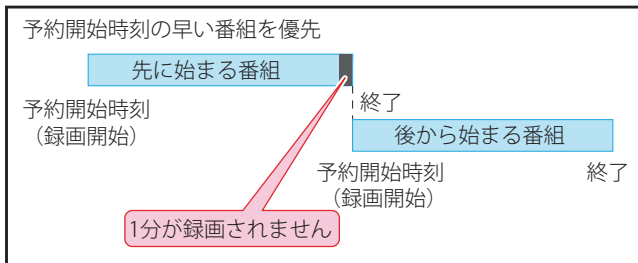 予約開始時刻の早い番組を優先
先に始まる番組
予約開始時刻
（録画開始）
終了
後から始まる番組
予約開始時刻
（録画開始）
終了
1分が録画されません